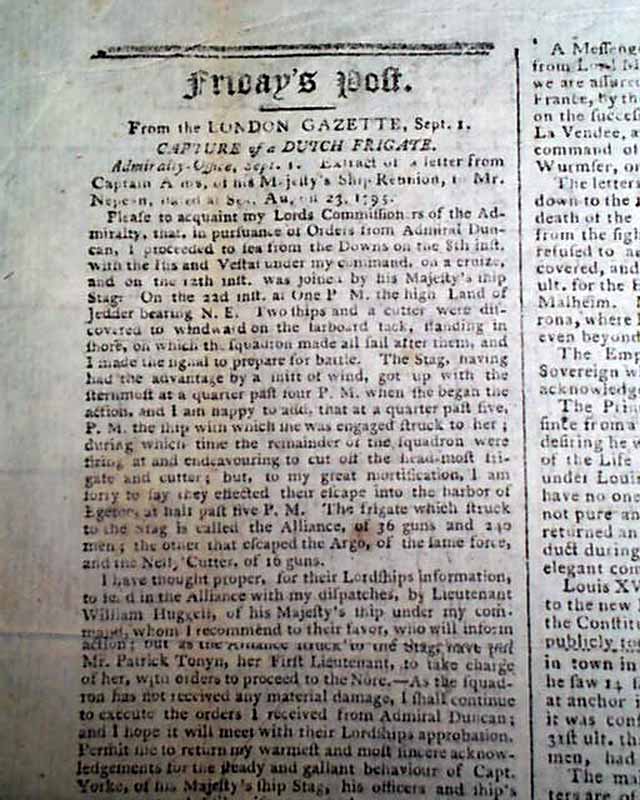 Friday's Post.
From the LONDON GAZETTE, Sept. 1.
CAPTURE of a DUTCH FRIGATE.
Admiralty-Office, Sept. 1. Extract of a letter from
Captain of his Majeſty's Ship Reunion, to Mr.
Nepean, dated at Sea, Auguſt 23, 1795.
Pleaſe to acquaint my Lords Commiſſioners of the Ad-
miralty, that, in purſuance of Orders from Admiral Dun-
can, I proceeded to ſea from the Downs on the 8th inſt.
with the Iſis and Veſtal under my command, on a cruize,
and on the 12th inſt. was joined by his Majeſty's ſhip
Stag: On the 22d inſt. at One P. M. the high Land of
Jedder bearing N. E. Two ſhips and a cutter were diſ-
covered to windward on the larboard tack, ſtanding in
ſhore, on which the ſquadron made all ſail after them, and
I made the ſignal to prepare for battle. The Stag, having
had the advantage by a ſhift of wind, got up with the
ſternmoſt at a quarter paſt four P. M. when ſhe began the
action, and I am happy to add, that at a quarter paſt five,
P. M. the ſhip with which ſhe was engaged ſtruck to her;
during which time the remainder of the ſquadron were
firing at and endeavouring to cut off the head-moſt fri-
gate and cutter; but, to my great mortification, I am
ſorry to ſay they effected their eſcape into the harbor of
Egeroe, at half paſt five P. M. The frigate which ſtruck
to the Stag is called the Alliance, of 36 guns and 240
men; the other that eſcaped the Argo, of the ſame force,
and the Nelly Cutter, of 16 guns.
I have thought proper, for their Lordſhips information,
to ſend in the Alliance with my diſpatches, by Lieutenant
William Huggell, of his Majeſty's ſhip under my com-
mand, whom I recommend to their favor, who will inform
action; but as the Alliance ſtruck to the Stag, have put
Mr. Patrick Tonyn, her Firſt Lieutenant, to take charge
of her, with orders to proceed to the Nore.—As the ſquad-
ron has not received any material damage, I ſhall continue
to execute the orders I received from Admiral Duncan;
and I hope it will meet with their Lordſhips approbation.
Permit me to return my warmeſt and moſt ſincere acknow-
ledgements for the ſteady and gallant behaviour of Capt.
Yorke, of his Majeſty's ſhip Stag, his officers and ſhip's
A Meſſeng
from Lord M
we are aſſured
France, by th
on the ſucceſſ
La Vendee, a
command of
Wurmſer, or
The letter
down to the
death of the
from the ſigh
refuſed to a
covered, and
ult. for the E
Malheim.
rona, where
even beyond
The Emp
Sovereign w
acknowledge
The Prin
ſince from a
deſiring he w
of the Life
under Loui
have no one
not pure an
returned an
duct during
elegant com
Louis XV
to the new
the Conſtitu
publicly to
in town in
he ſaw 14 ſ
at anchor i
it was cont
31ſt ult. th
men, had
The ma
ters are of